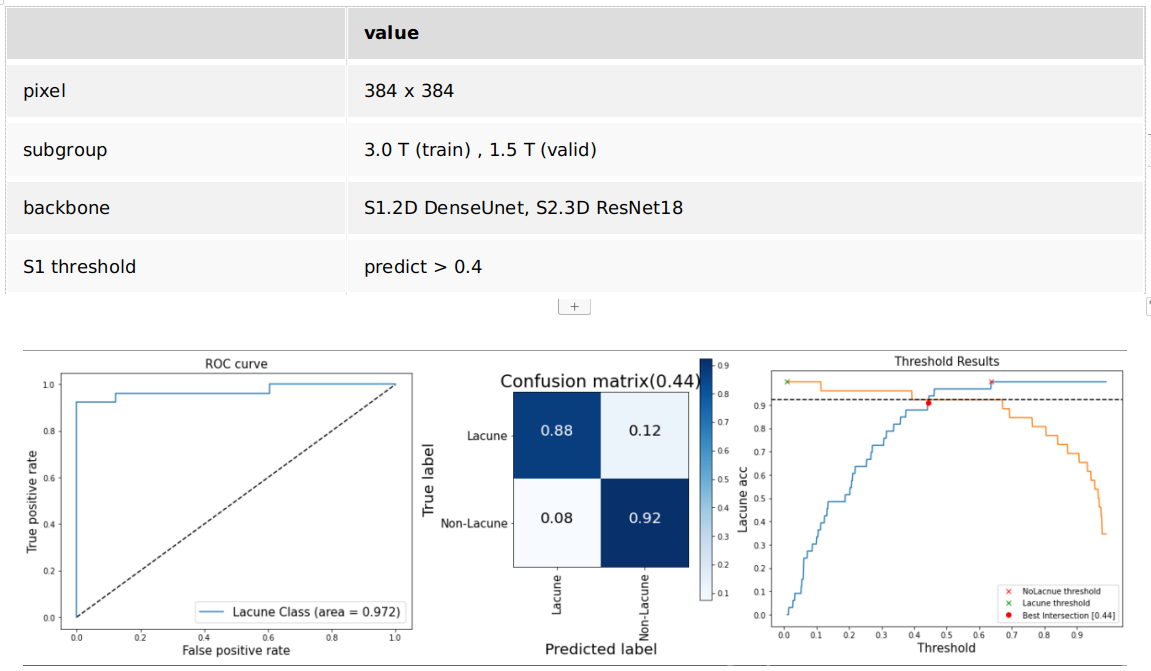 value
pixel 384 x 384
subgroup 3.0 T (train) , 1.5 T (valid)
backbone S1.2D DenseUnet, S2.3D ResNet18
S1 threshold predict > 0.4
+
ROC curve
1.0
0.8
0.6
0.4
0.2
0.0
0.0 0.2 0.4 0.6 0.8 1.0
True positive rate
False positive rate
Lacune Class (area = 0.972)
Confusion matrix(0.44)
True label
Lacune 0.88 0.12
Non-Lacune 0.08 0.92
Lacune
Non-Lacune
Predicted label
0.9
0.8
0.7
0.6
0.5
0.4
0.3
0.2
0.1
Threshold Results
Lacune acc
0.9
0.8
0.7
0.6
0.5
0.4
0.3
0.2
0.1
0.0
0.0 0.1 0.2 0.3 0.4 0.5 0.6 0.7 0.8 0.9
Threshold
NoLacnue threshold
Lacune threshold
Best Intersection [0.44]